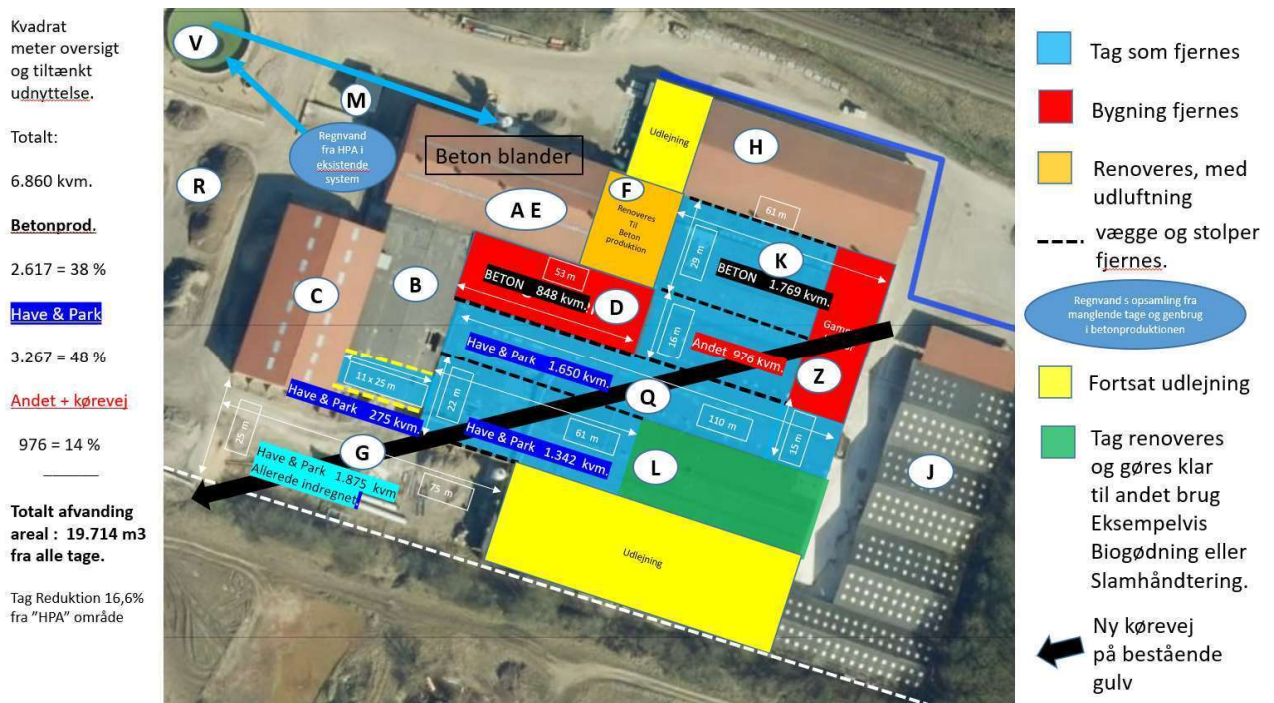 Kvadrat
meter oversigt
og tiltænkt
udnyttelse.
Totalt:
6.860 kvm.
Betonprod.
2.617 = 38 %
Have & Park
3.267 = 48 %
Andet + kørevej
976 = 14 %
Totalt afvanding
areal : 19.714 m3
fra alle tage.
Tag Reduktion 16,6%
fra ”HPA” område
V
M
R
Regnvand
fra HPA i
eksistende
system
Beton blander
A E
B
C
Udlejning
H
F
Renoveres
Til
Beton
produktion
61 m
29 m
K
BETON 1.769 kvm.
53 m
BETON 848 kvm.
D
16 m
Andet 976 kvm.
Z
Have & Park 1.650 kvm.
Q
110 m
15 m
11 x 25 m
Have & Park 275 kvm.
22 m
61 m
Have & Park 1.342 kvm.
L
J
25 m
G
Have & Park 1.875 kvm
Allerede indregnet
75 m
Udlejning
Tag som fjernes
Bygning fjernes
Renoveres, med
udluftning
vægge og stolper
fjernes.
Regnvand s opsamling fra
manglende tage og genbrug
i betonproduktionen
Fortsat udlejning
Tag renoveres
og gøres klar
til andet brug
Eksempelvis
Biogødning eller
Slamhåndtering.
Ny kørevej
på bestående
gulv